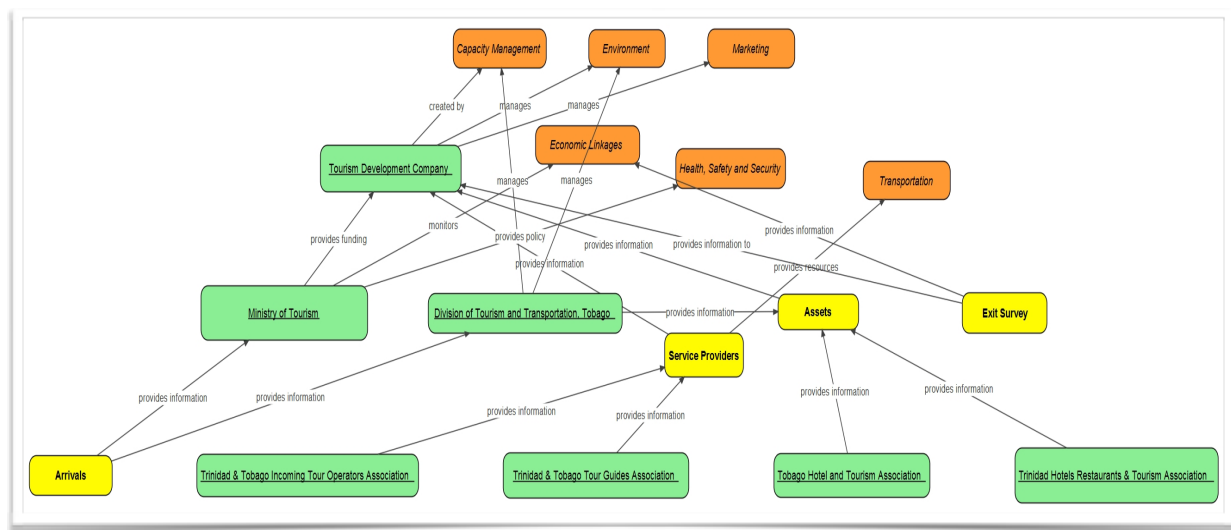 Capacity Management
Environment
Marketing
created by
manages
manages
Economic Linkages
Tourism Development Company
Health, Safety and Security
Transportation
manages
monitors
provides policy
provides information
provides funding
provides information
provides information to
provides information
provides resources
Ministry of Tourism
Division of Tourism and Transportation, Tobago
provides information
Assets
Exit Survey
Service Providers
provides information
provides information
provides information
provides information
provides information
provides information
Arrivals
Trinidad & Tobago Incoming Tour Operators Association
Trinidad & Tobago Tour Guides Association
Tobago Hotel and Tourism Association
Trinidad Hotels Restaurants & Tourism Association